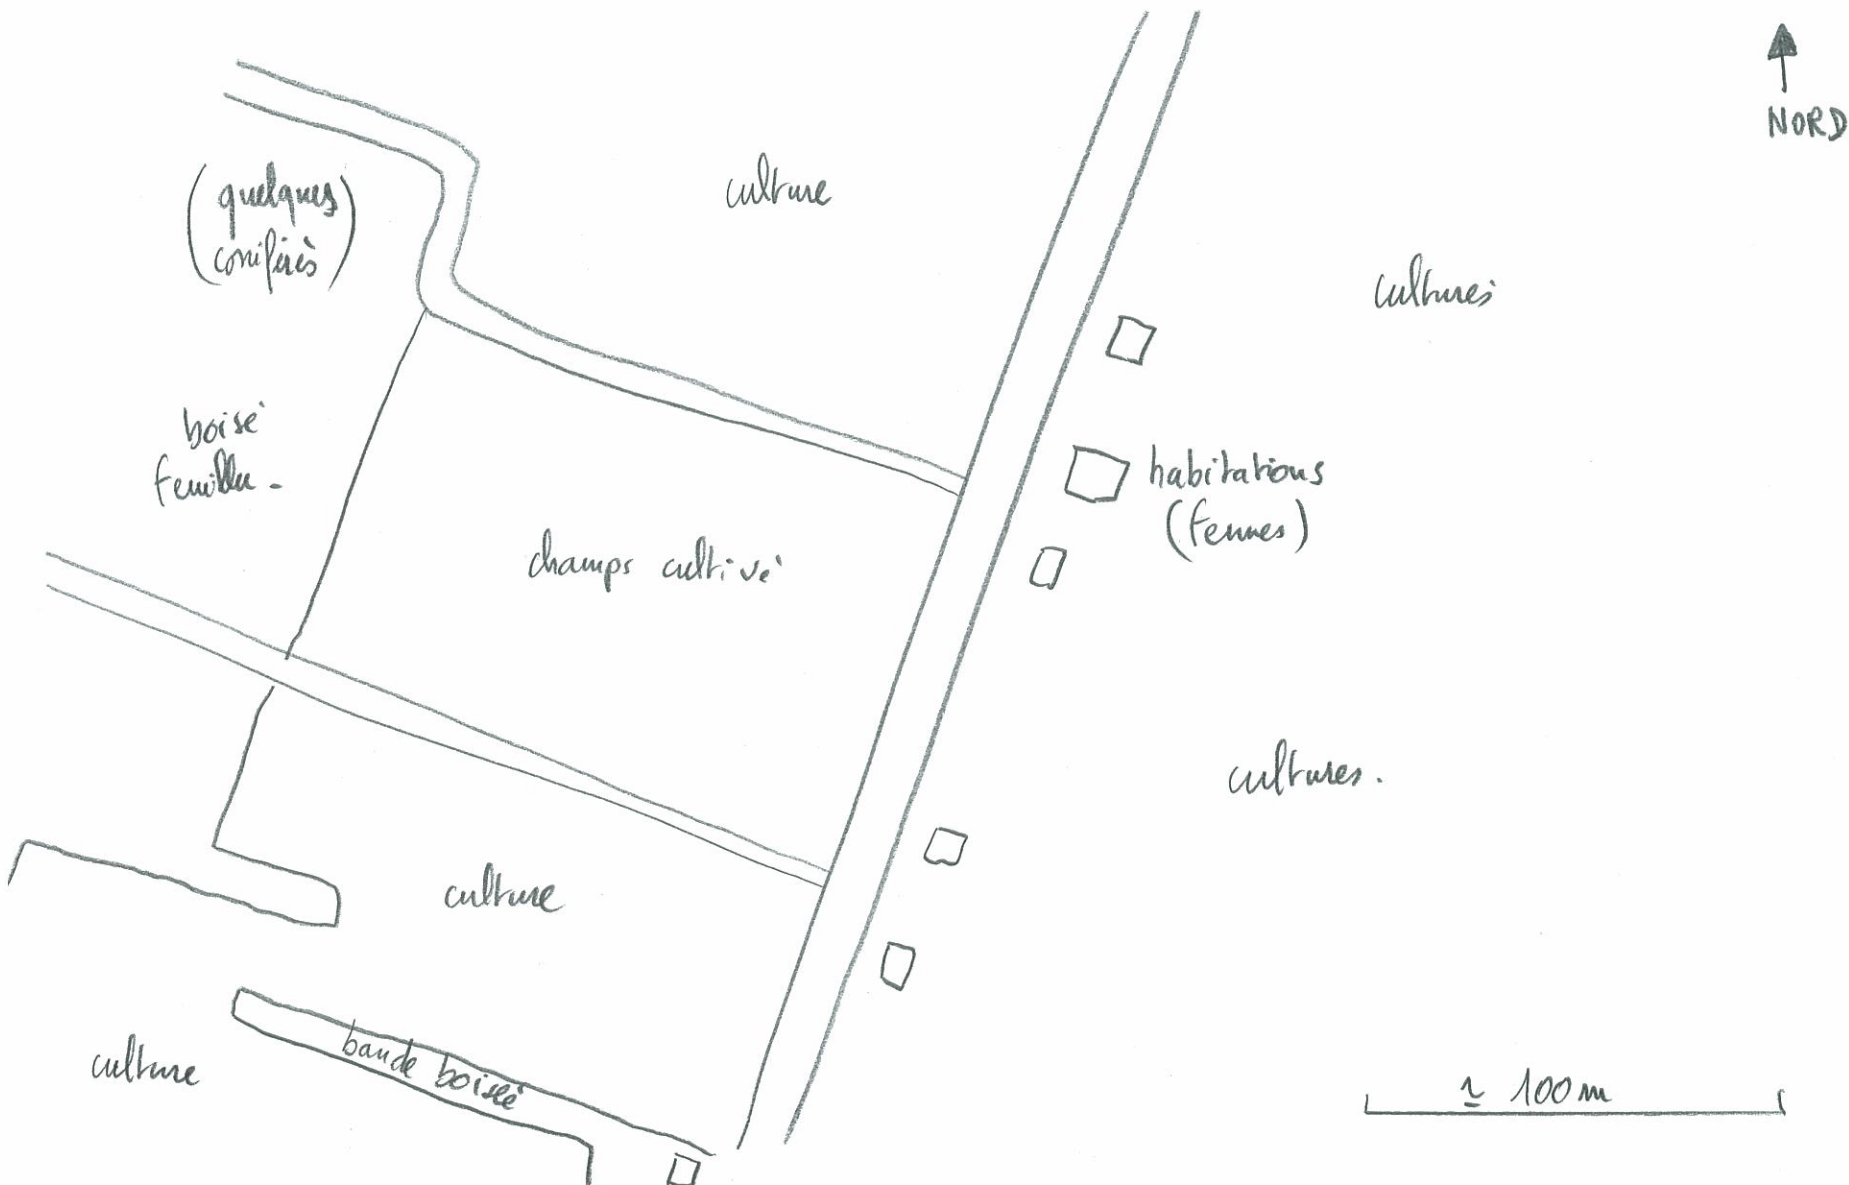 NORD
(quelques
conifères)
culture
cultures
boisé
feuillu.
habitations
(fermes)
champs cultivé
cultures.
culture
culture
bande boisée
≃ 100 m